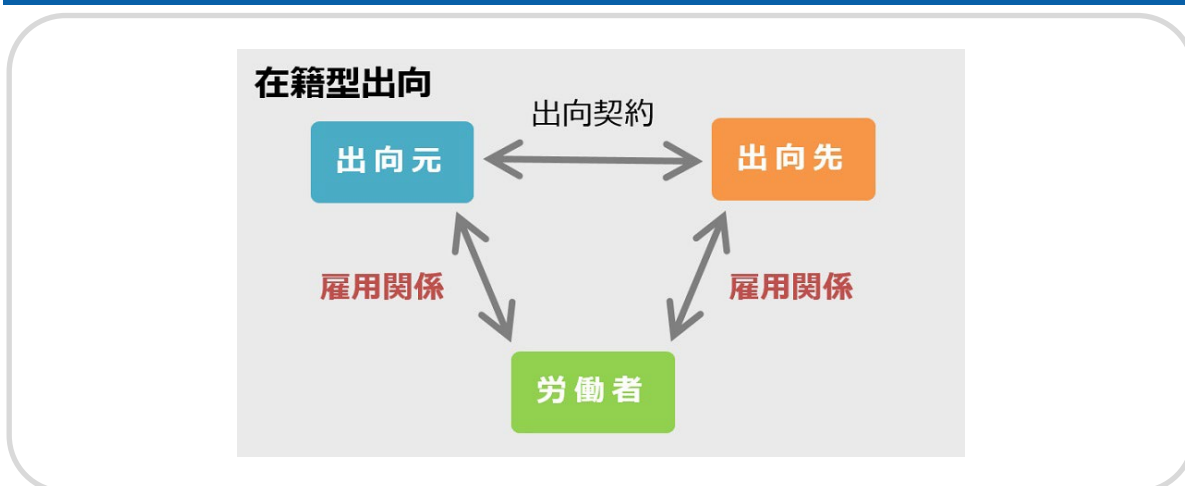 在籍型出向
出向契約
出向元
出向先
雇用関係
雇用関係
労働者